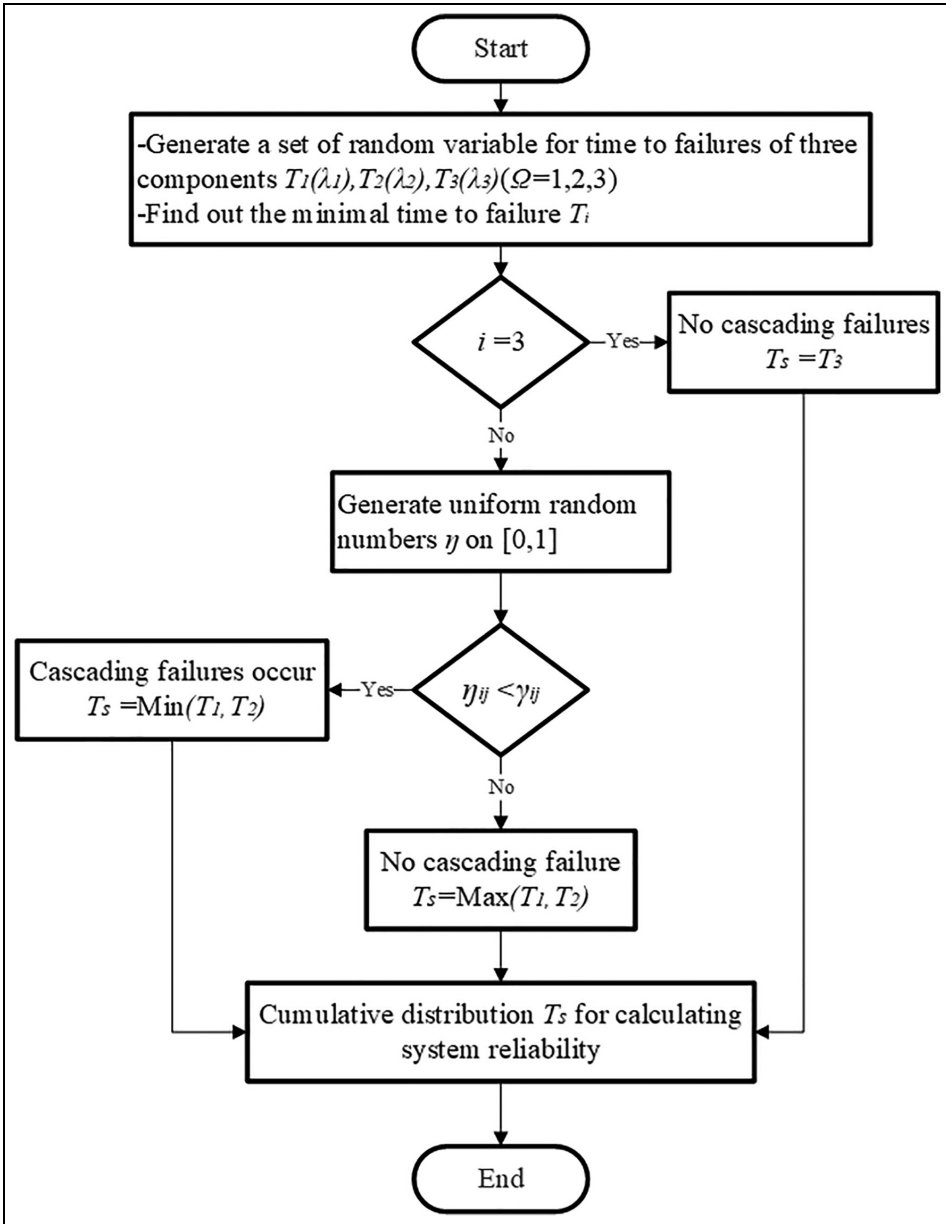 Start
-Generate a set of random variable for time to failures of three
components T1(λ1),T2(λ2),T3(λ3)(Ω=1,2,3)
-Find out the minimal time to failure Ti
i =3
Yes
No cascading failures
Ts =T3
No
Generate uniform random
numbers η on [0,1]
ηij <γij
Yes
Cascading failures occur
Ts =Min(T1, T2)
No
No cascading failure
Ts=Max(T1, T2)
Cumulative distribution Ts for calculating
system reliability
End